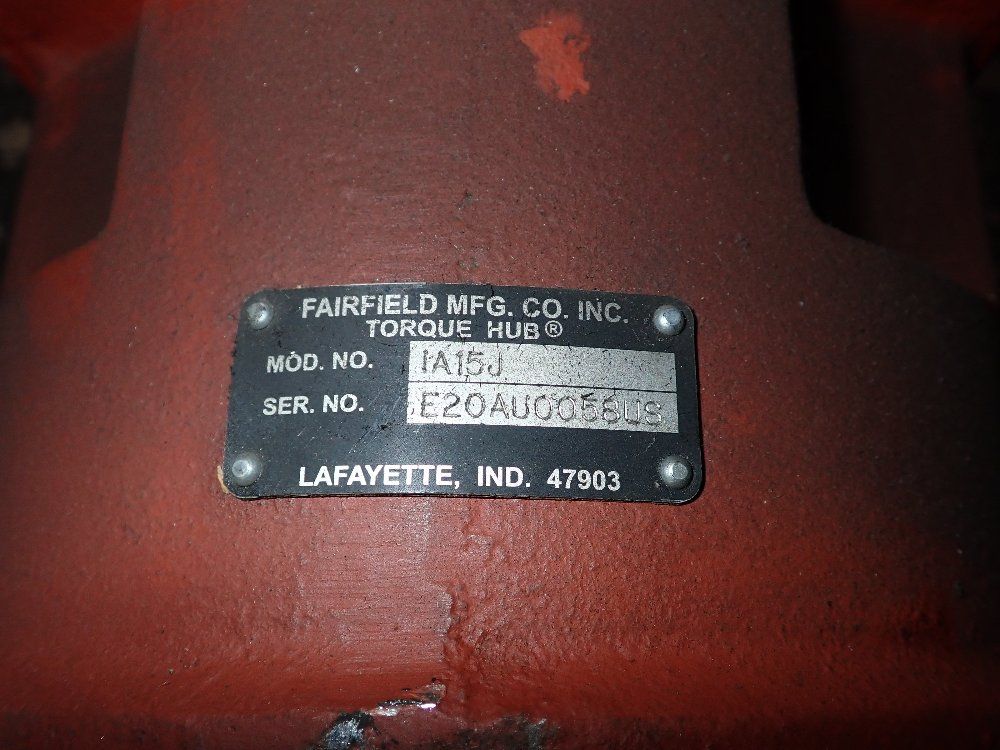 FAIRFIELD MFG. CO. INC.
TORQUE HUB®
MOD. NO. 1A15J
SER. NO. E20AU0058US
LAFAYETTE, IND. 47903